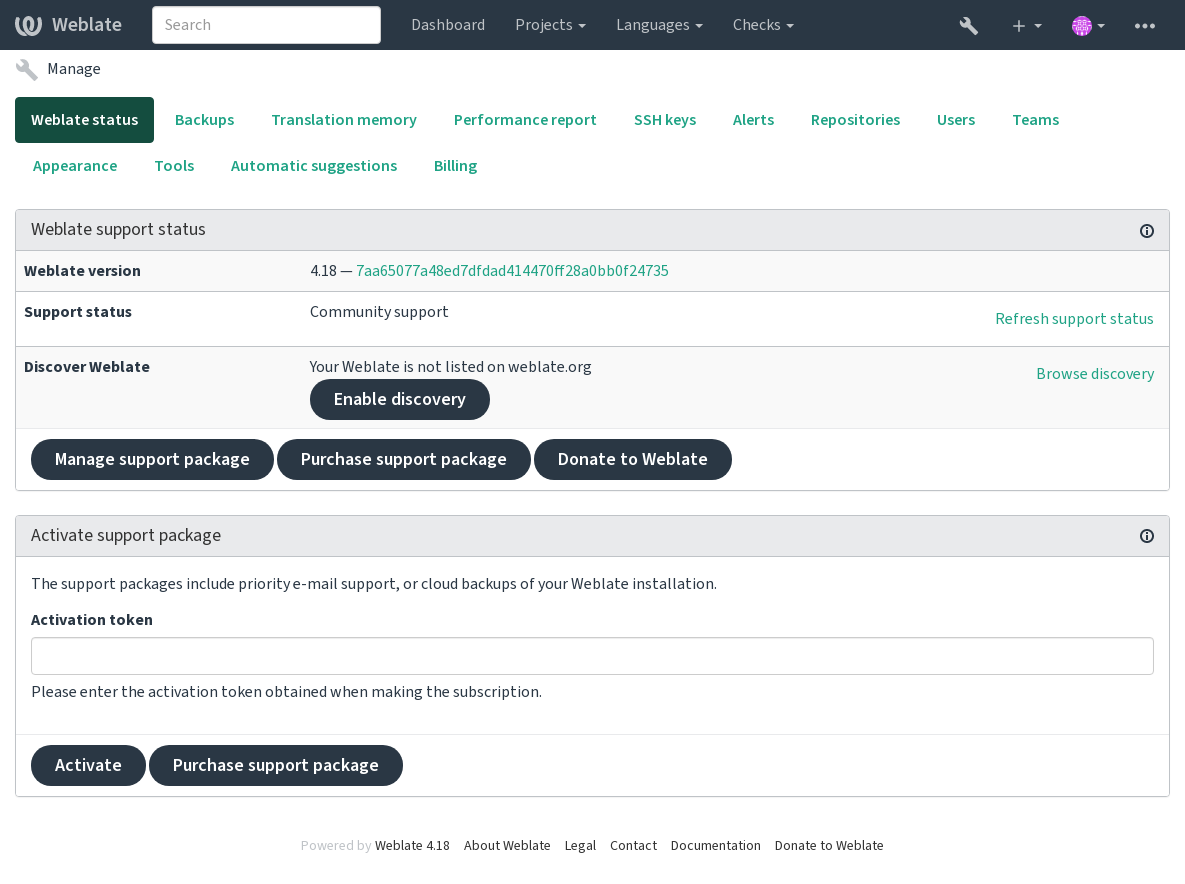 Weblate Search Dashboard Projects Languages Checks
Manage
Weblate status Backups Translation memory Performance report SSH keys Alerts Repositories Users Teams
Appearance Tools Automatic suggestions Billing
Weblate support status
Weblate version 4.18 — 7aa65077a48ed7dfdad414470ff28a0bb0f24735
Support status Community support Refresh support status
Discover Weblate Your Weblate is not listed on weblate.org Browse discovery
Enable discovery
Manage support package Purchase support package Donate to Weblate
Activate support package
The support packages include priority e-mail support, or cloud backups of your Weblate installation.
Activation token
Please enter the activation token obtained when making the subscription.
Activate Purchase support package
Powered by Weblate 4.18 About Weblate Legal Contact Documentation Donate to Weblate